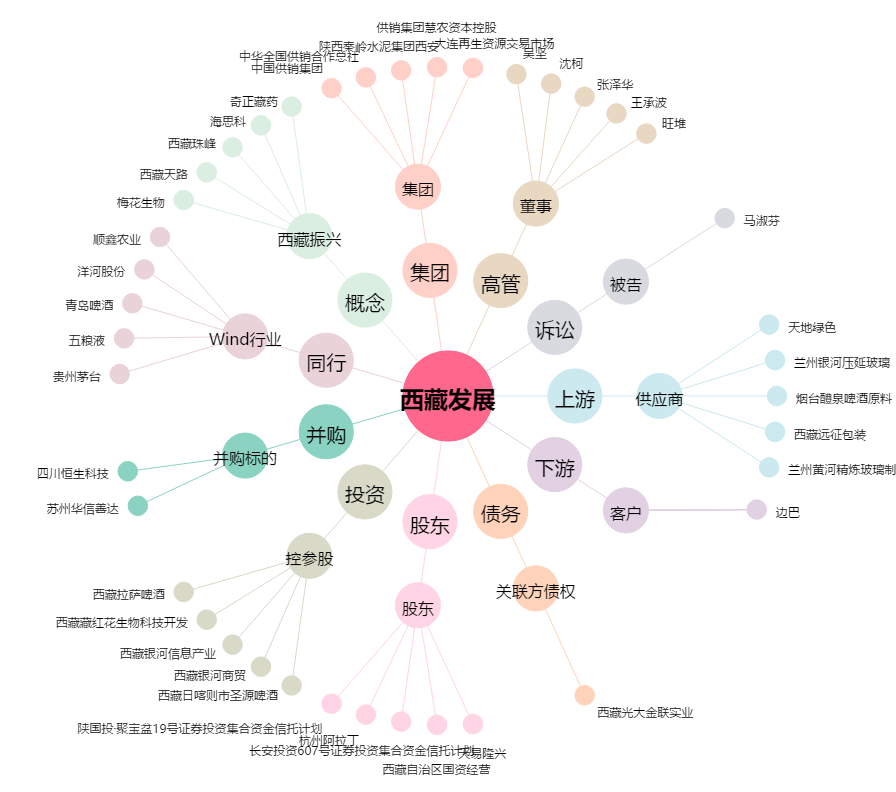 供销集团慧农资本控股
陕西秦岭水泥集团西安
大连再生资源交易市场
中华全国供销合作总社
中国供销集团
吴坚
沈柯
张泽华
王承波
旺堆
奇正藏药
海思科
西藏珠峰
西藏天路
梅花生物
集团
董事
马淑芬
顺鑫农业
西藏振兴
集团
高管
被告
洋河股份
概念
青岛啤酒
诉讼
天地绿色
五粮液
Wind行业
同行
兰州银河压延玻璃
贵州茅台
西藏发展
上游
供应商
烟台醴泉啤酒原料
并购
西藏远征包装
四川恒生科技
并购标的
下游
兰州黄河精炼玻璃制
苏州华信善达
投资
股东
债务
客户
边巴
控参股
西藏拉萨啤酒
关联方债权
西藏藏红花生物科技开发
股东
西藏银河信息产业
西藏银河商贸
西藏日喀则市圣源啤酒
西藏光大金联实业
陕国投·聚宝盆19号证券投资集合资金信托计划
杭州阿拉丁
长安投资607号证券投资集合资金信托计划
天易隆兴
西藏自治区国资经营